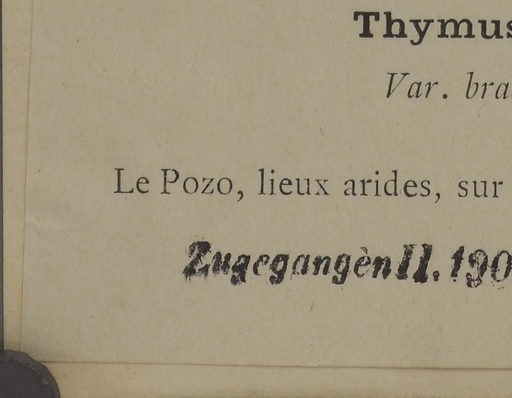 Thymus
Var. bra
Le Pozo, lieux arides, sur
Zugegangen II. 190